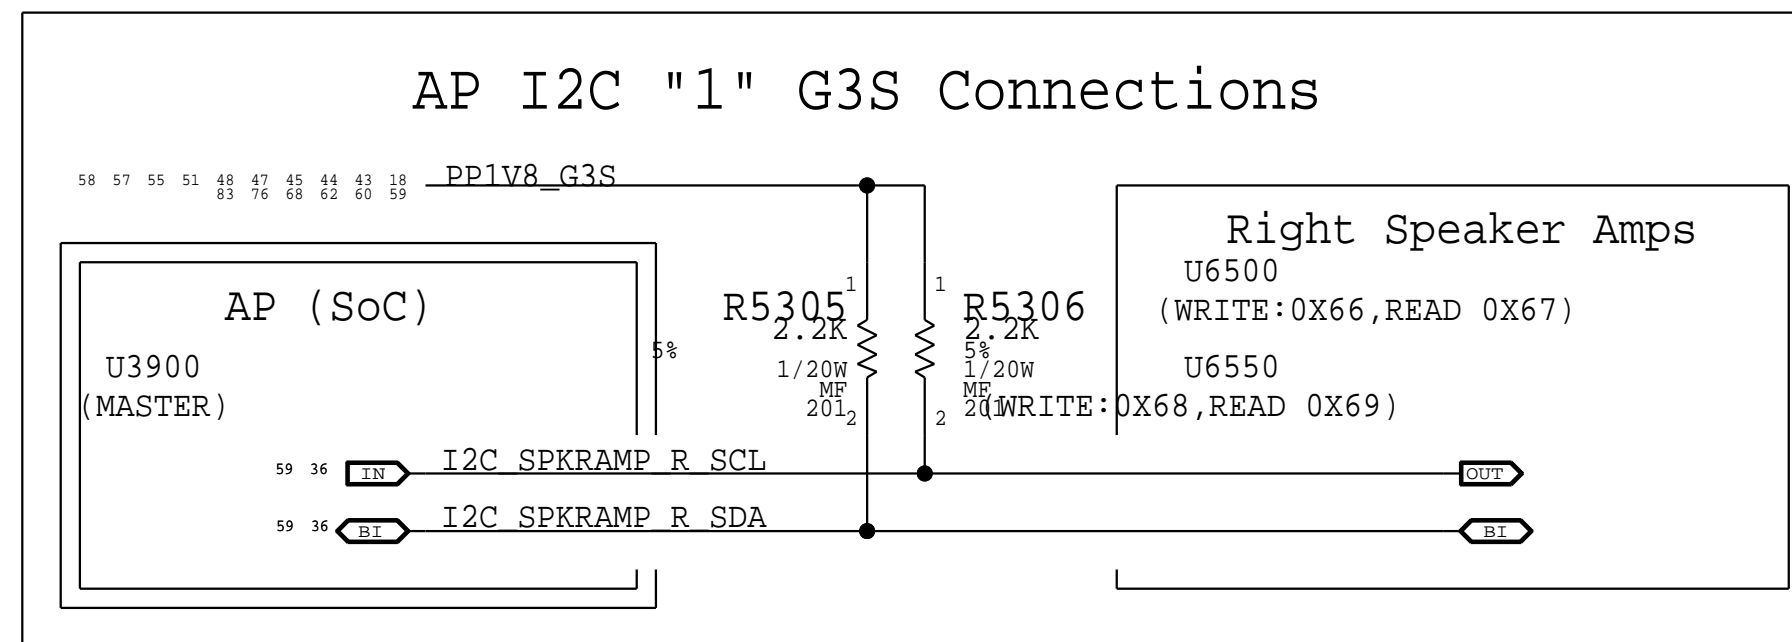 AP I2C "1" G3S Connections
58 57 55 51 48 47 45 44 43 18
83 76 68 62 60 59
PP1V8_G3S
AP (SoC)
U3900
(MASTER)
5%
R5305
2.2K
1/20W
MF
201
1
2
1
2
R5306
2.2K
5%
1/20W
MF
201
Right Speaker Amps
U6500
(WRITE:0X66,READ 0X67)
U6550
(WRITE:0X68,READ 0X69)
59 36 IN I2C_SPKRAMP_R_SCL OUT
59 36 BI I2C_SPKRAMP_R_SDA BI